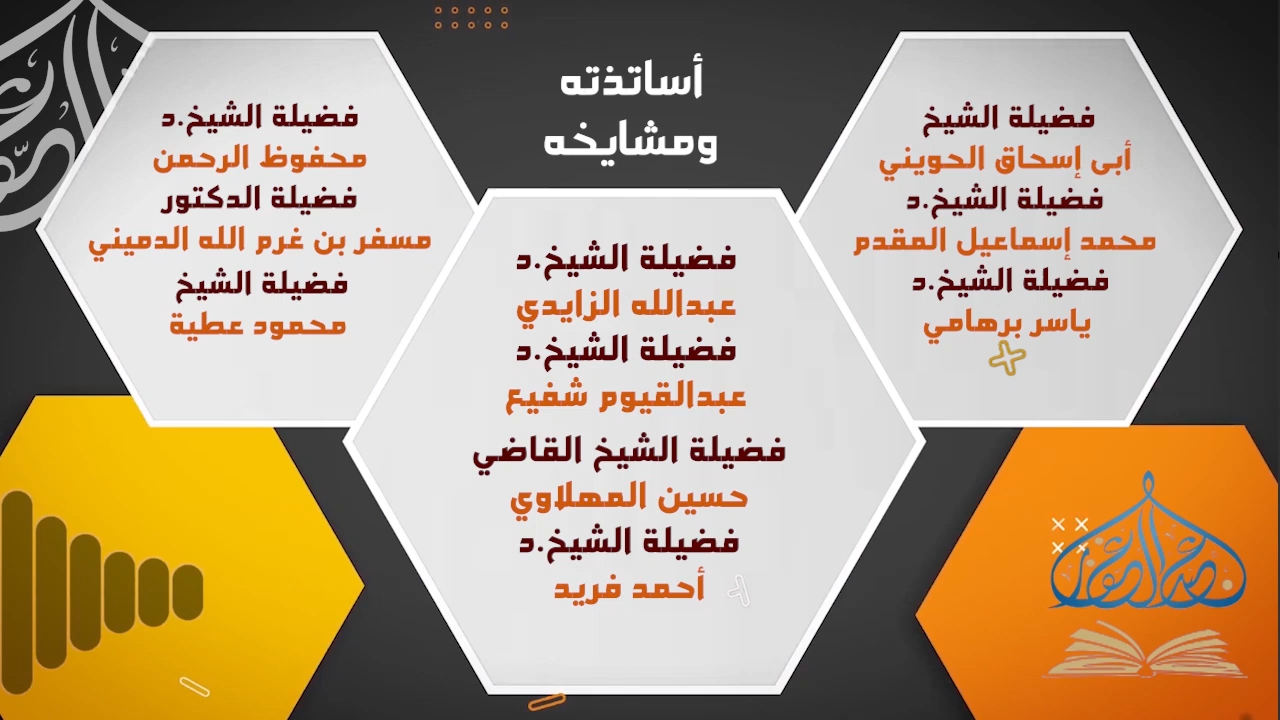 أساتذته
ومشايخه
فضيلة الشيخ
أبى إسحاق الحويني
فضيلة الشيخ.د
محمد إسماعيل المقدم
فضيلة الشيخ.د
ياسر برهامي
فضيلة الشيخ.د
عبدالله الزايدي
فضيلة الشيخ.د
عبدالقيوم شفيع
فضيلة الشيخ القاضي
حسين المهلاوي
فضيلة الشيخ.د
أحمد فريد
فضيلة الشيخ.د
محفوظ الرحمن
فضيلة الدكتور
مسفر بن غرم الله الدميني
فضيلة الشيخ
محمود عطية